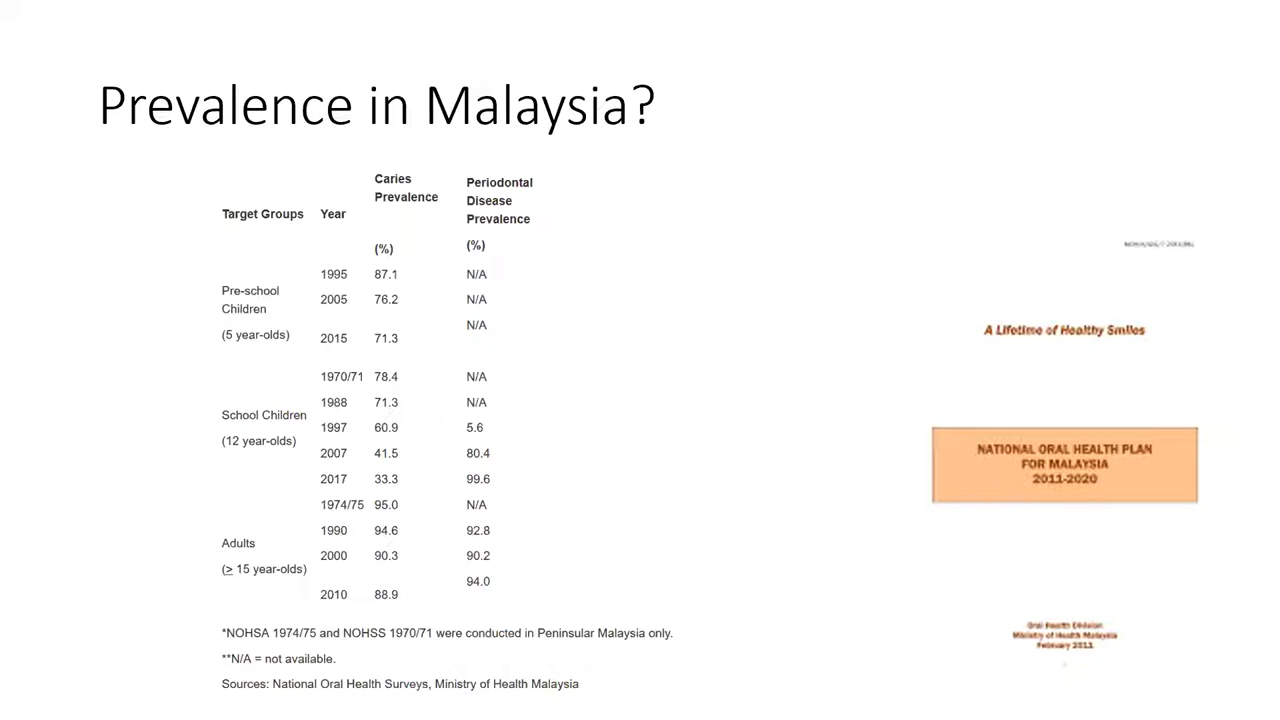 Prevalence in Malaysia?
Target Groups Year Caries Prevalence (%) Periodontal Disease Prevalence (%)
Pre-school Children (5 year-olds)
1995 87.1 N/A
2005 76.2 N/A
2015 71.3 N/A
School Children (12 year-olds)
1970/71 78.4 N/A
1988 71.3 N/A
1997 60.9 5.6
2007 41.5 80.4
2017 33.3 99.6
Adults (≥ 15 year-olds)
1974/75 95.0 N/A
1990 94.6 92.8
2000 90.3 90.2
2010 88.9 94.0
*NOHSA 1974/75 and NOHSS 1970/71 were conducted in Peninsular Malaysia only.
**N/A = not available.
Sources: National Oral Health Surveys, Ministry of Health Malaysia
A Lifetime of Healthy Smiles
NATIONAL ORAL HEALTH PLAN
FOR MALAYSIA
2011-2020
Oral Health Division
Ministry of Health Malaysia
February 2011